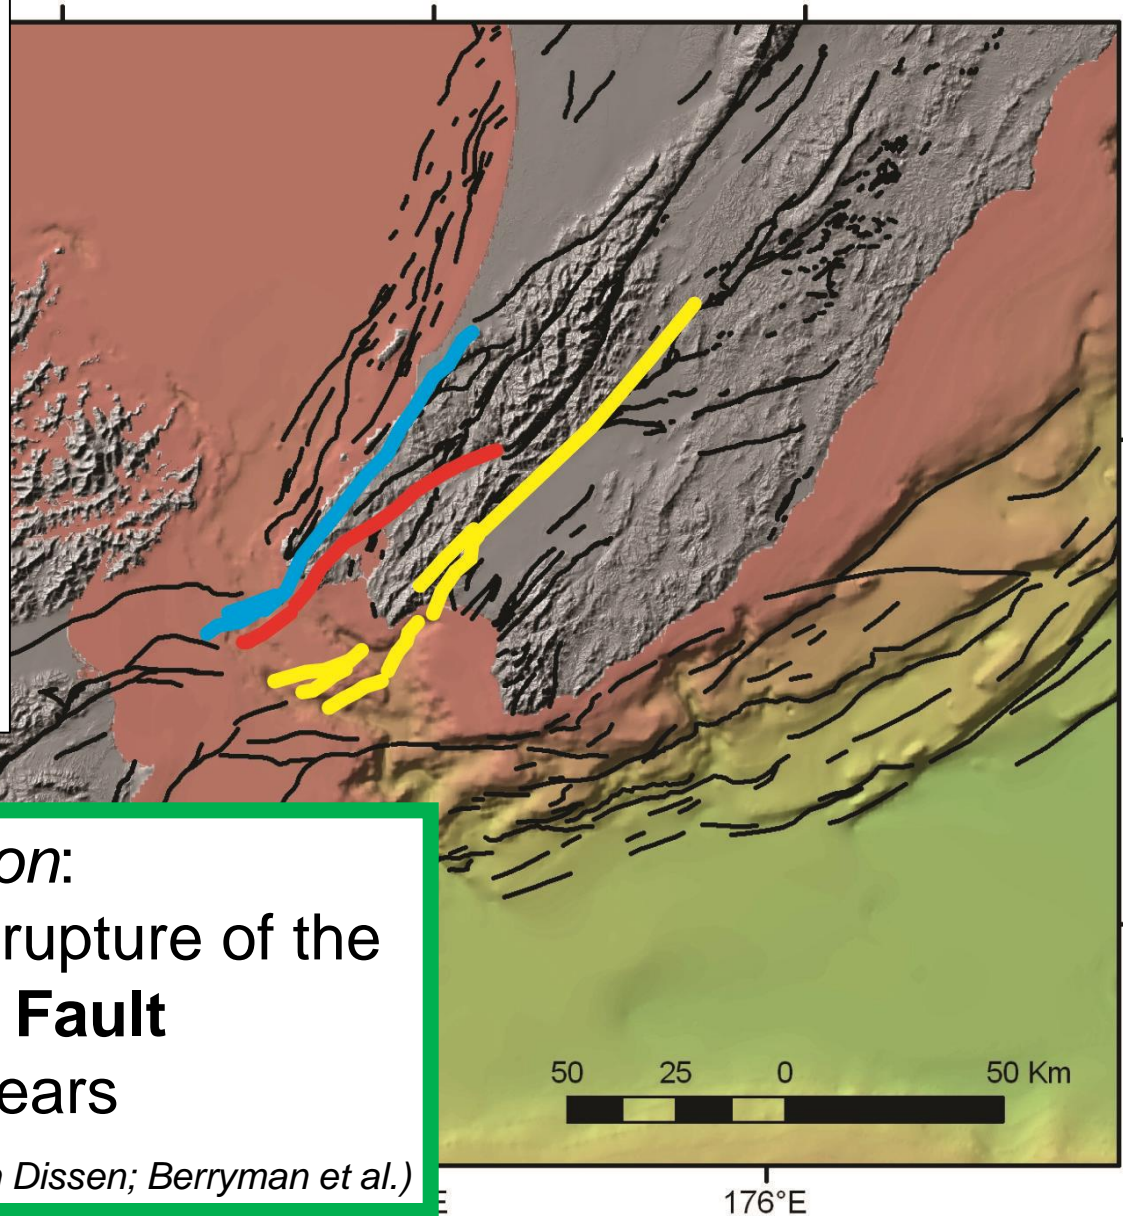 on:
rupture of the
Fault
ears
Dissen; Berryman et al.)
50 25 0 50 Km
E
176°E